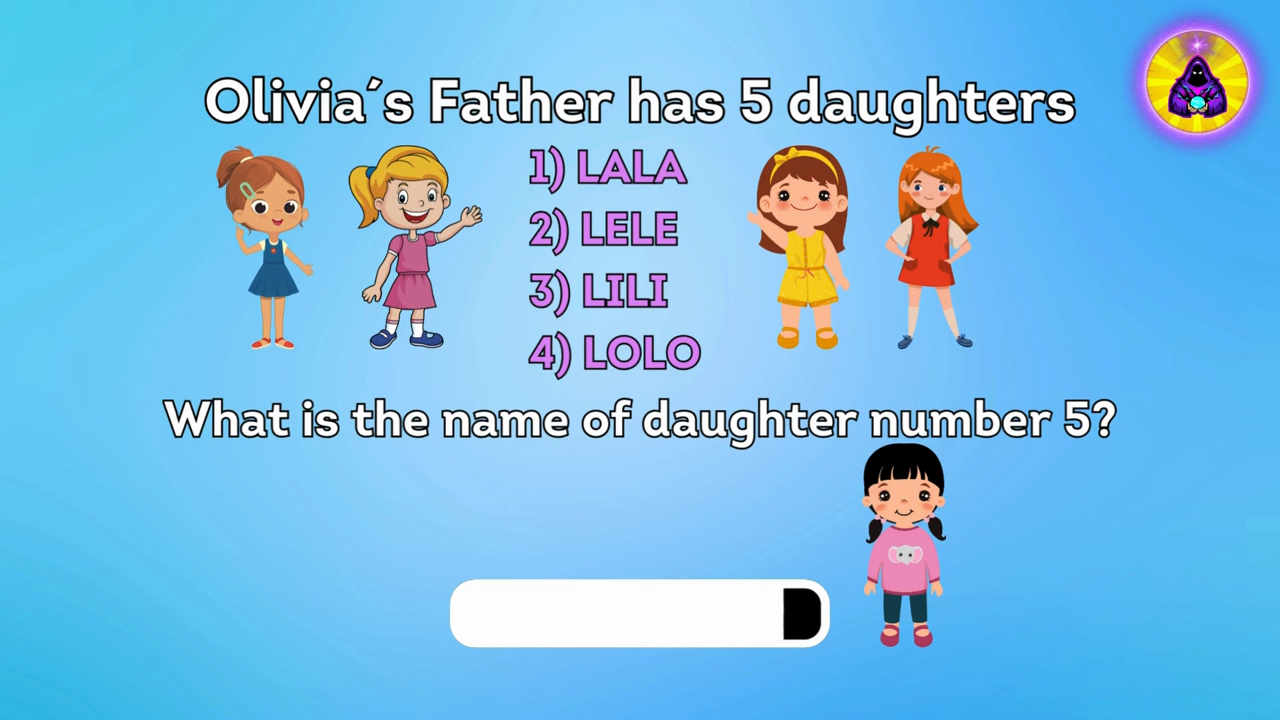 Olivia´s Father has 5 daughters
1) LALA
2) LELE
3) LILI
4) LOLO
What is the name of daughter number 5?